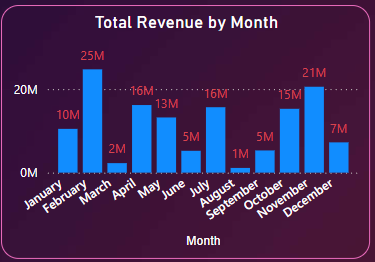 Total Revenue by Month
20M
0M
10M
25M
2M
16M
13M
5M
16M
1M
5M
15M
21M
7M
January
February
March
April
May
June
July
August
September
October
November
December
Month